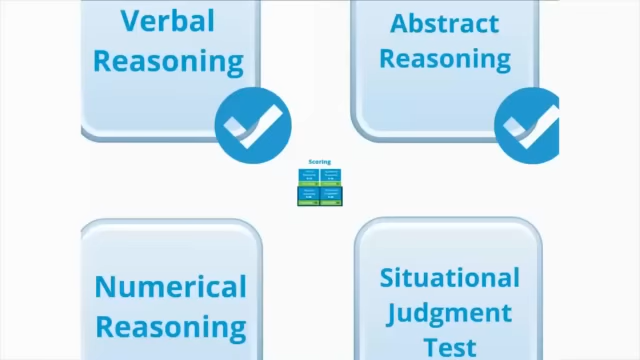 Verbal
Reasoning
Abstract
Reasoning
Scoring
Numerical
Reasoning
Situational
Judgment
Test